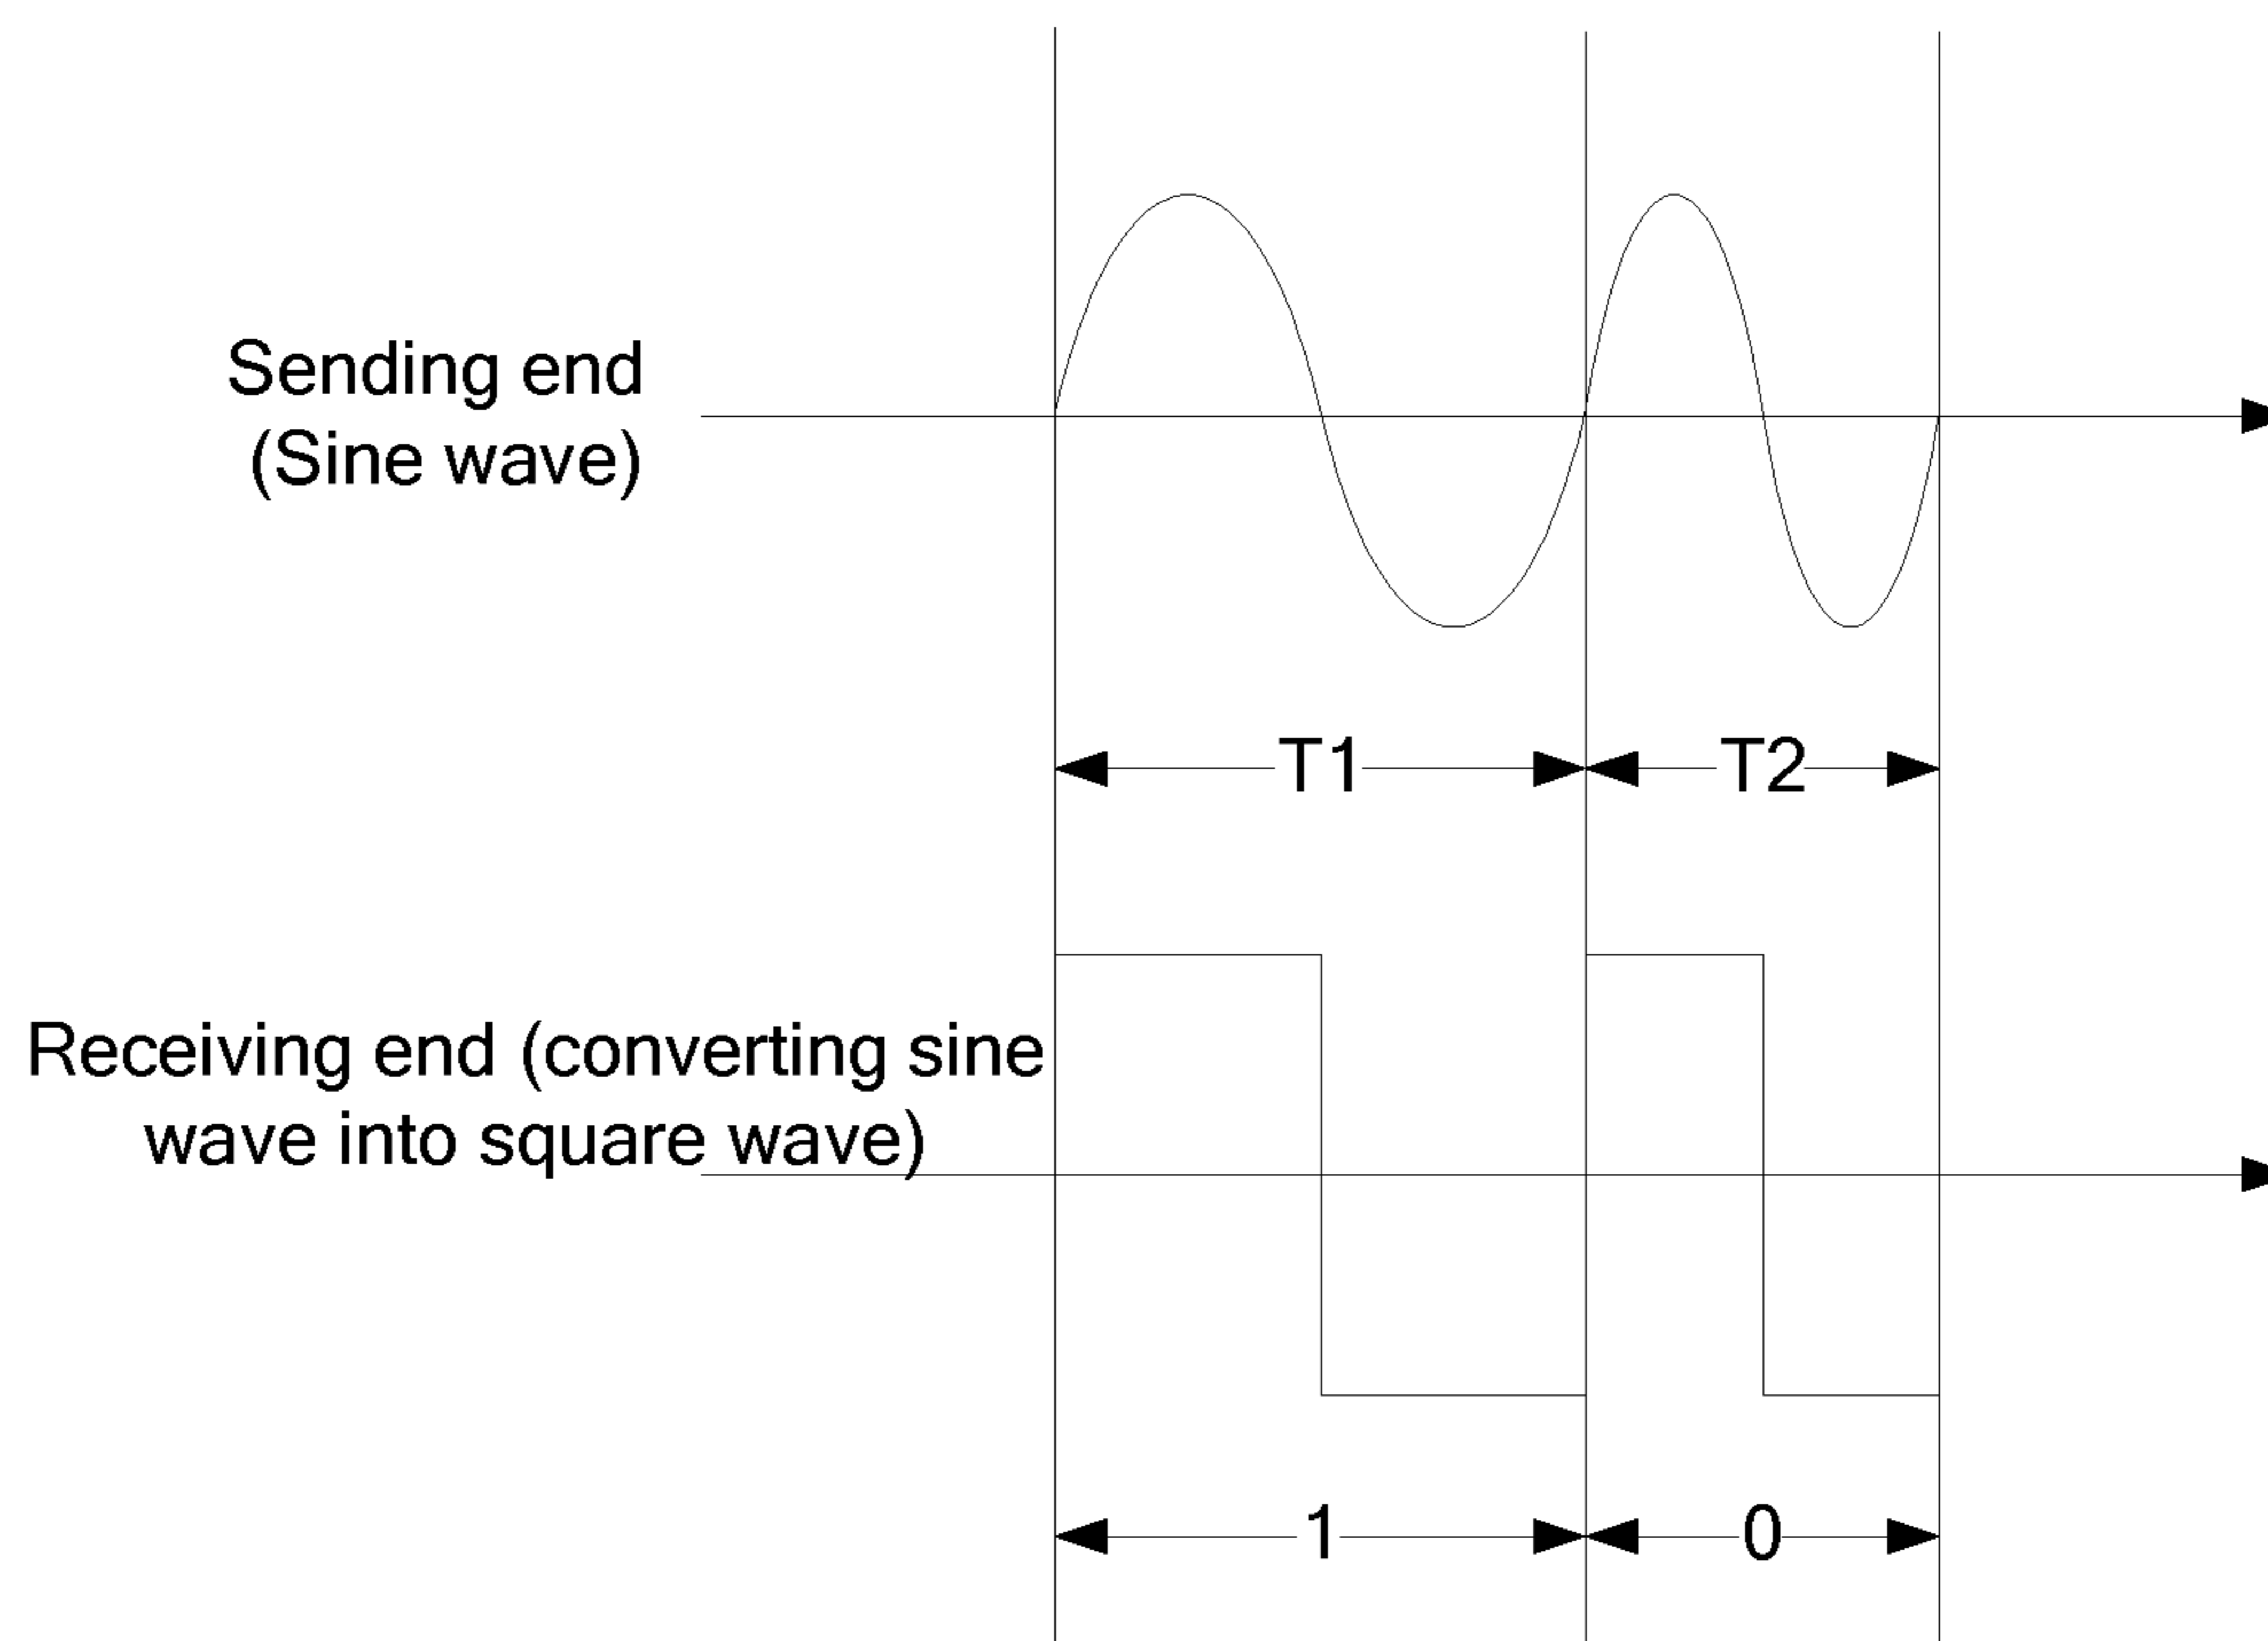 Sending end
(Sine wave)
T1
T2
Receiving end (converting sine
wave into square wave)
1
0